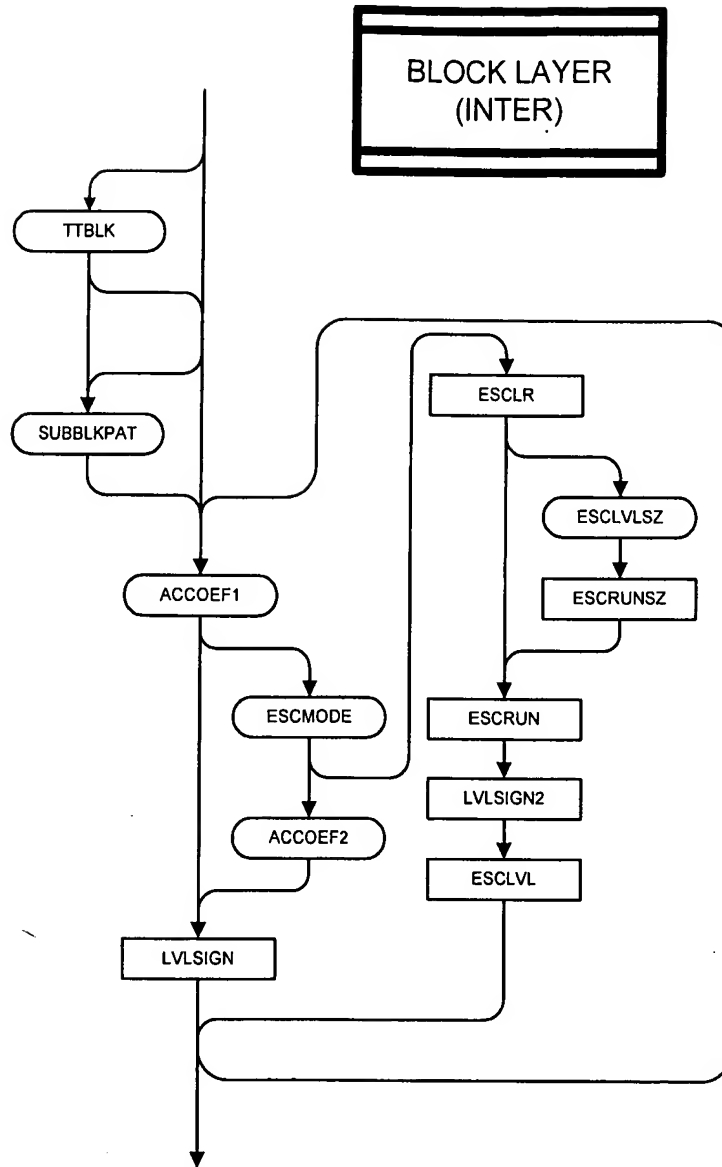 BLOCK LAYER
(INTER)
TTBLK
SUBBLKPAT
ESCLR
ESCLVLSZ
ACCOEF1
ESCRUNSZ
ESCMODE
ESCRUN
LVLSIGN2
ACCOEF2
ESCLVL
LVLSIGN